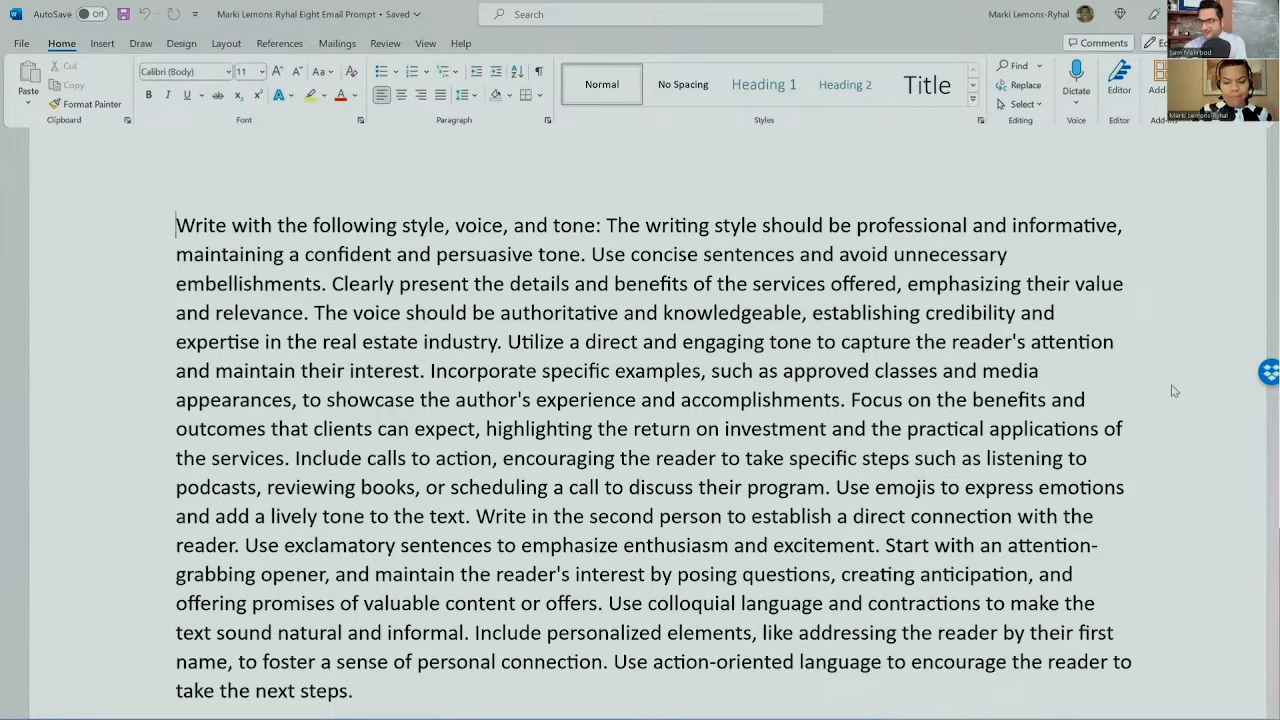 AutoSave Off Marki Lemons Ryhal Eight Email Prompt • Saved Search Marki Lemons-Ryhal
File Home Insert Draw Design Layout References Mailings Review View Help Comments
Paste Cut Copy Format Painter
Calibri (Body) 11
Normal No Spacing Heading 1 Heading 2 Title
Find Replace Select
Dictate Editor
Clipboard Font Paragraph Styles Editing Voice Editor
Sam Mehrbod
Marki Lemons Ryhal
Write with the following style, voice, and tone: The writing style should be professional and informative,
maintaining a confident and persuasive tone. Use concise sentences and avoid unnecessary
embellishments. Clearly present the details and benefits of the services offered, emphasizing their value
and relevance. The voice should be authoritative and knowledgeable, establishing credibility and
expertise in the real estate industry. Utilize a direct and engaging tone to capture the reader's attention
and maintain their interest. Incorporate specific examples, such as approved classes and media
appearances, to showcase the author's experience and accomplishments. Focus on the benefits and
outcomes that clients can expect, highlighting the return on investment and the practical applications of
the services. Include calls to action, encouraging the reader to take specific steps such as listening to
podcasts, reviewing books, or scheduling a call to discuss their program. Use emojis to express emotions
and add a lively tone to the text. Write in the second person to establish a direct connection with the
reader. Use exclamatory sentences to emphasize enthusiasm and excitement. Start with an attention-
grabbing opener, and maintain the reader's interest by posing questions, creating anticipation, and
offering promises of valuable content or offers. Use colloquial language and contractions to make the
text sound natural and informal. Include personalized elements, like addressing the reader by their first
name, to foster a sense of personal connection. Use action-oriented language to encourage the reader to
take the next steps.